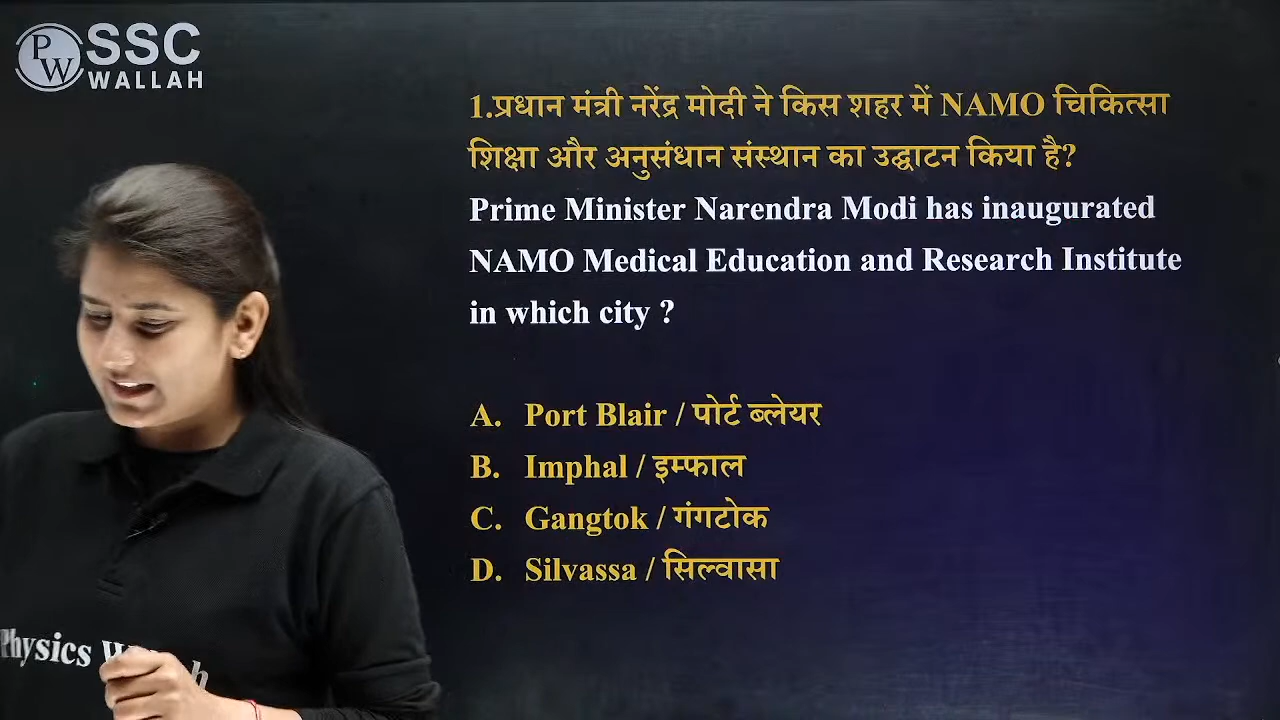 PW SSC
WALLAH
1.प्रधान मंत्री नरेंद्र मोदी ने किस शहर में NAMO चिकित्सा
शिक्षा और अनुसंधान संस्थान का उद्घाटन किया है?
Prime Minister Narendra Modi has inaugurated
NAMO Medical Education and Research Institute
in which city ?
A. Port Blair / पोर्ट ब्लेयर
B. Imphal / इम्फाल
C. Gangtok / गंगटोक
D. Silvassa / सिल्वासा
Physics